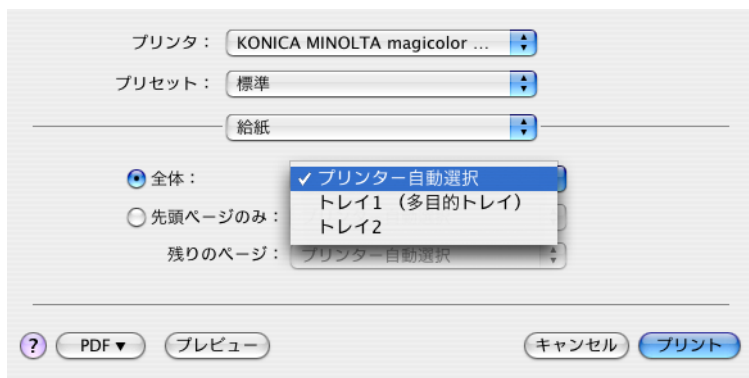 プリンタ： KONICA MINOLTA magicolor ...
プリセット： 標準
給紙
全体： ✓ プリンター自動選択
トレイ1 （多目的トレイ）
先頭ページのみ：
トレイ2
残りのページ： プリンター自動選択
? PDF▼ プレビュー キャンセル プリント